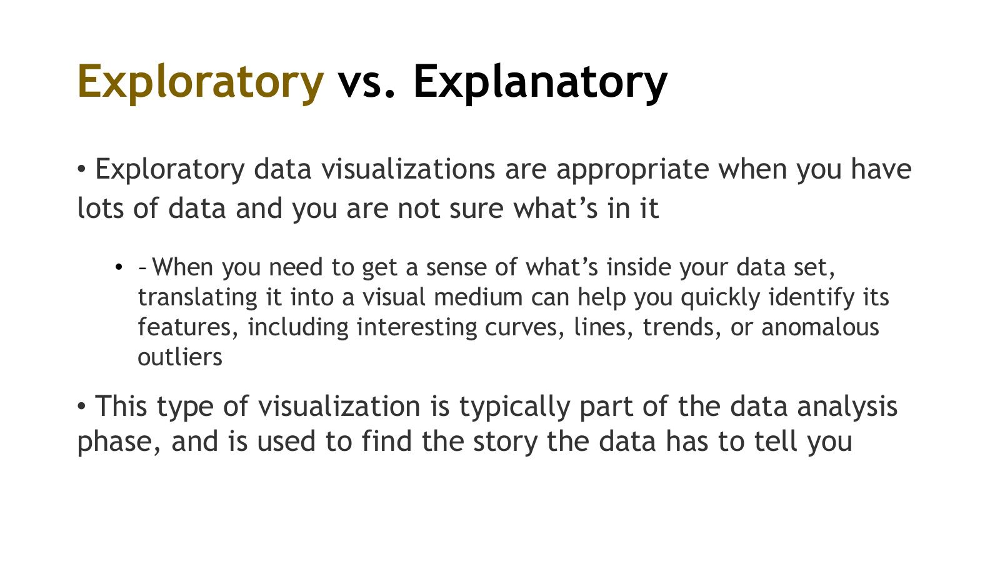 Exploratory vs. Explanatory
• Exploratory data visualizations are appropriate when you have
lots of data and you are not sure what’s in it
• – When you need to get a sense of what’s inside your data set,
translating it into a visual medium can help you quickly identify its
features, including interesting curves, lines, trends, or anomalous
outliers
• This type of visualization is typically part of the data analysis
phase, and is used to find the story the data has to tell you